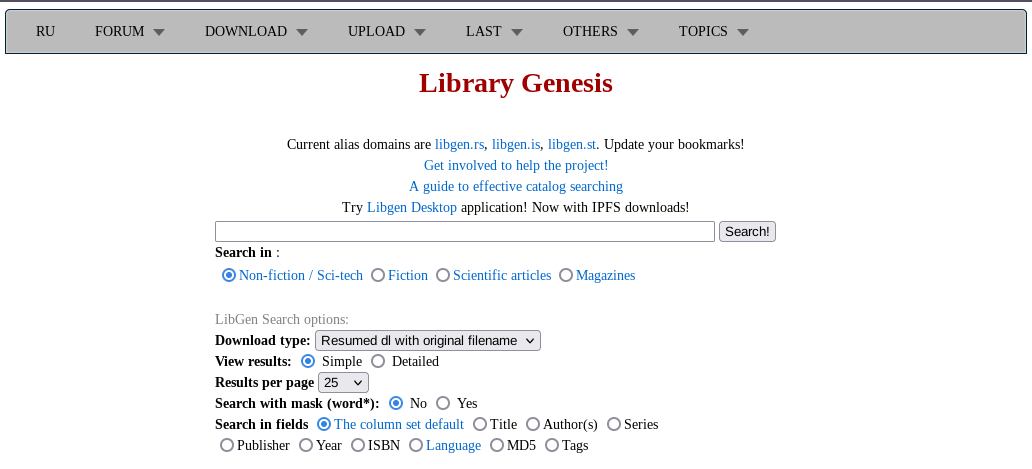 RU FORUM DOWNLOAD UPLOAD LAST OTHERS TOPICS
Library Genesis
Current alias domains are libgen.rs, libgen.is, libgen.st. Update your bookmarks!
Get involved to help the project!
A guide to effective catalog searching
Try Libgen Desktop application! Now with IPFS downloads!
Search!
Search in :
Non-fiction / Sci-tech Fiction Scientific articles Magazines
LibGen Search options:
Download type: Resumed dl with original filename
View results: Simple Detailed
Results per page 25
Search with mask (word*): No Yes
Search in fields The column set default Title Author(s) Series
Publisher Year ISBN Language MD5 Tags